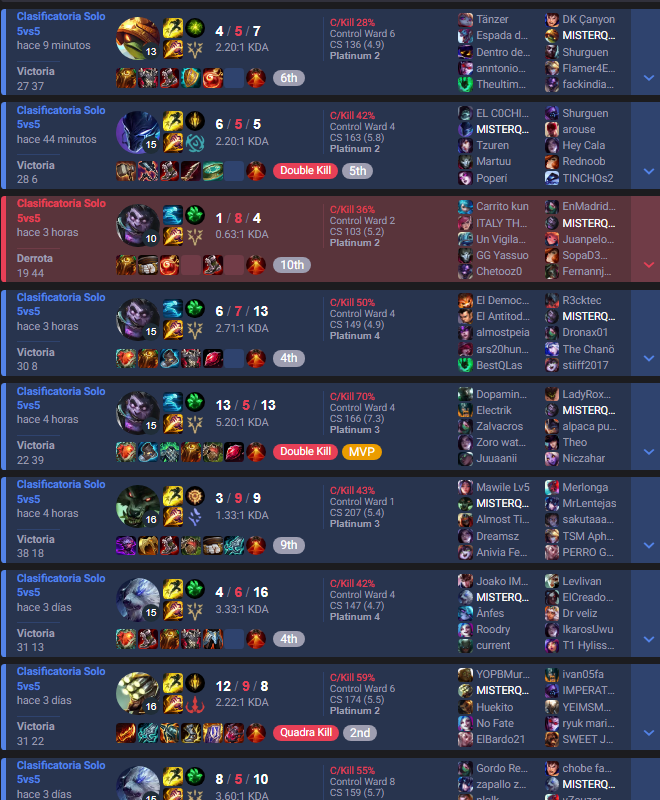 Clasificatoria Solo 5vs5
hace 9 minutos
Victoria
27 37
13
4 / 5 / 7
2.20:1 KDA
6th
C/Kill 28%
Control Ward 6
CS 136 (4.9)
Platinum 2
Tänzer
Espada d...
Dentro de...
anntonio...
Theultim...
DK Çanyon
MISTERQ...
Shurguen
Flamer4E...
fackindia...
Clasificatoria Solo 5vs5
hace 44 minutos
Victoria
28 6
15
6 / 5 / 5
2.20:1 KDA
Double Kill
5th
C/Kill 42%
Control Ward 4
CS 163 (5.8)
Platinum 2
EL C0CHI...
MISTERQ...
Tzuren
Martuu
Poperi
Shurguen
arouse
Hey Cala
Rednoob
TINCHOs2
Clasificatoria Solo 5vs5
hace 3 horas
Derrota
19 44
10
1 / 8 / 4
0.63:1 KDA
10th
C/Kill 36%
Control Ward 2
CS 103 (5.2)
Platinum 2
Carrito kun
ITALY TH...
Un Vigila...
GG Yassuo
Chetooz0
EnMadrid...
MISTERQ...
Juanpelo...
SopaD3...
Fernannj...
Clasificatoria Solo 5vs5
hace 3 horas
Victoria
30 8
15
6 / 7 / 13
2.71:1 KDA
4th
C/Kill 50%
Control Ward 4
CS 149 (4.9)
Platinum 4
El Democ...
El Antitod...
almostpeia
ars20hun...
BestQLas
R3cktec
MISTERQ...
Dronax01
The Chanö
stiiff2017
Clasificatoria Solo 5vs5
hace 4 horas
Victoria
22 39
15
13 / 5 / 13
5.20:1 KDA
Double Kill
MVP
C/Kill 70%
Control Ward 4
CS 166 (7.3)
Platinum 3
Dopamin...
Electrik
Zalvacros
Zoro wat...
Juuaanii
LadyRox...
MISTERQ...
alpaca pu...
Theo
Niczahar
Clasificatoria Solo 5vs5
hace 4 horas
Victoria
38 18
16
3 / 9 / 9
1.33:1 KDA
9th
C/Kill 43%
Control Ward 1
CS 207 (5.4)
Platinum 3
Mawile Lv5
MISTERQ...
Almost Ti...
Dreamsz
Anivia Fe...
Merlonga
MrLentejas
sakutaaa...
TSM Aph...
PERRO G...
Clasificatoria Solo 5vs5
hace 3 días
Victoria
31 13
15
4 / 6 / 16
3.33:1 KDA
4th
C/Kill 42%
Control Ward 4
CS 147 (4.7)
Platinum 4
Joako IM...
MISTERQ...
Änfes
Roodry
current
Levlivan
ElCreado...
Dr veliz
IkarosUwu
T1 Hyliss...
Clasificatoria Solo 5vs5
hace 3 días
Victoria
31 22
16
12 / 9 / 8
2.22:1 KDA
Quadra Kill
2nd
C/Kill 59%
Control Ward 6
CS 174 (5.5)
Platinum 2
YOPBMur...
MISTERQ...
Huekito
No Fate
ElBardo21
ivan05fa
IMPERAT...
YEIMSM...
ryuk mari...
SWEET J...
Clasificatoria Solo 5vs5
hace 3 días
15
8 / 5 / 10
3.60:1 KDA
C/Kill 55%
Control Ward 8
CS 159 (5.7)
Gordo Re...
zapallo z...
chobe fa...
MISTERQ...